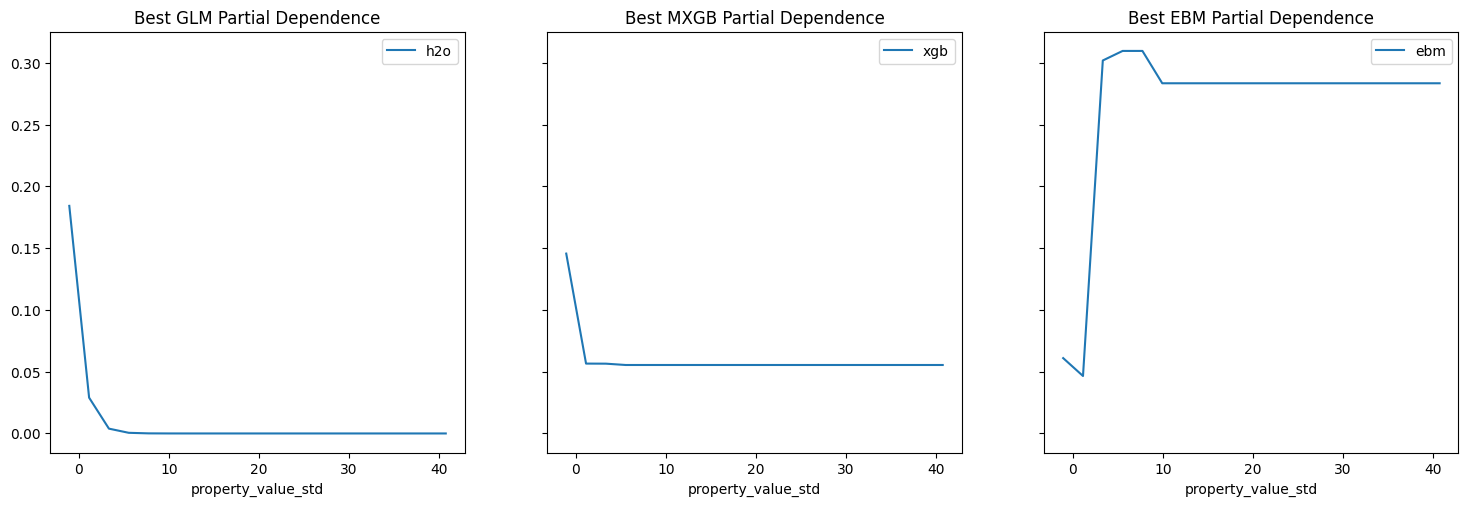 Best GLM Partial Dependence
h2o
0.30
0.25
0.20
0.15
0.10
0.05
0.00
0 10 20 30 40
property_value_std
Best MXGB Partial Dependence
xgb
0 10 20 30 40
property_value_std
Best EBM Partial Dependence
ebm
0 10 20 30 40
property_value_std